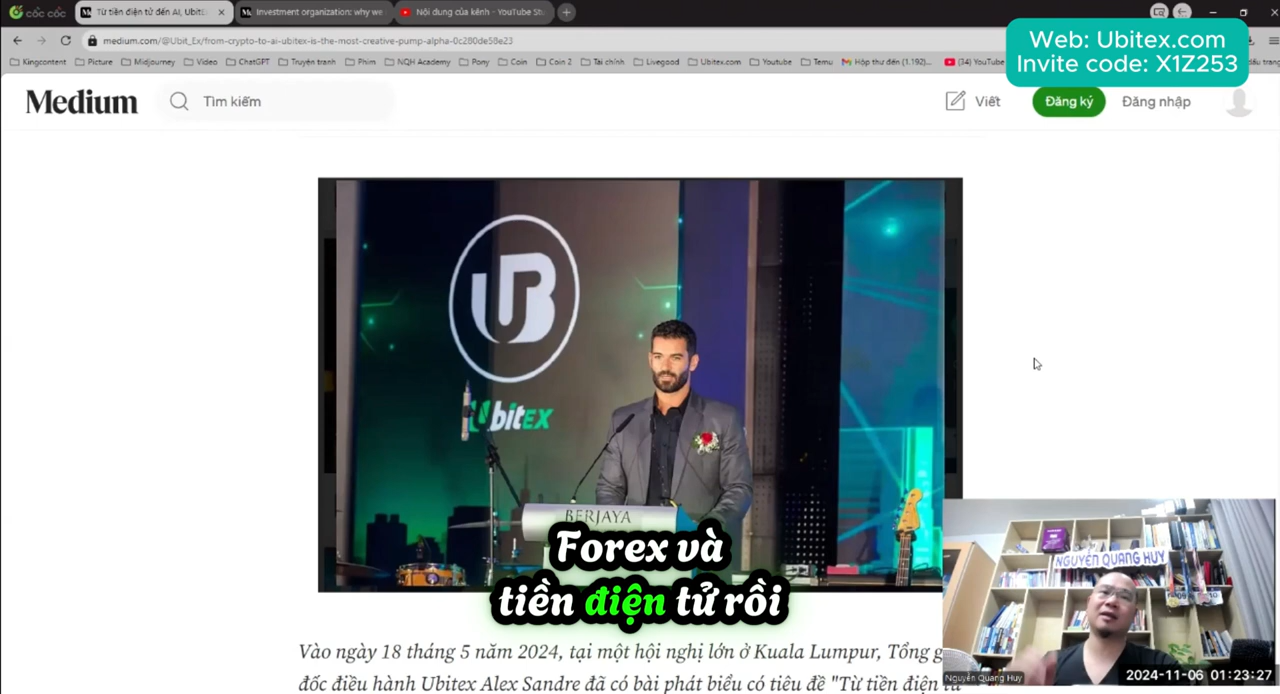 cốc cốc
Từ tiền điện tử đến AI, Ubit
Investment organization: why we
Nội dung của kênh - YouTube St
medium.com/@Ubit_Ex/from-crypto-to-ai-ubitex-is-the-most-creative-pump-alpha-0c280de58e23
Kingcontent
Picture
Midjourney
Video
ChatGPT
Truyện tranh
Phim
NQH Academy
Pony
Coin
Coin 2
Tài chính
Livegood
Ubitex.com
Youtube
Temu
Hộp thư đến (1.192)...
(34) YouTube
Web: Ubitex.com
Invite code: X1Z253
Medium
Tìm kiếm
Viết
Đăng ký
Đăng nhập
UB
UbitEX
BERJAYA
Forex và
tiền điện tử rồi
NGUYỄN QUANG HUY
Vào ngày 18 tháng 5 năm 2024, tại một hội nghị lớn ở Kuala Lumpur, Tổng
đốc điều hành Ubitex Alex Sandre đã có bài phát biểu có tiêu đề "Từ tiền điện
Nguyễn Quang Huy
2024-11-06 01:23:27